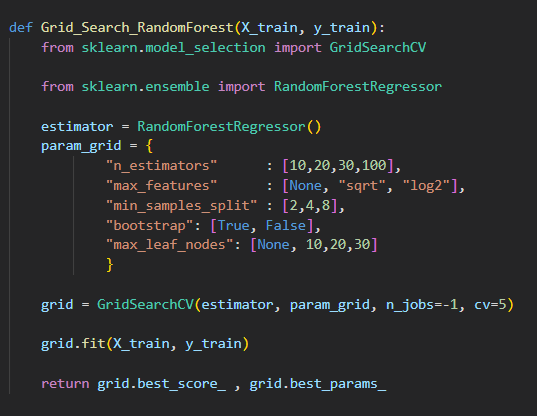 def Grid_Search_RandomForest(X_train, y_train):
    from sklearn.model_selection import GridSearchCV
    from sklearn.ensemble import RandomForestRegressor
    estimator = RandomForestRegressor()
    param_grid = {
            "n_estimators"      : [10,20,30,100],
            "max_features"      : [None, "sqrt", "log2"],
            "min_samples_split" : [2,4,8],
            "bootstrap": [True, False],
            "max_leaf_nodes": [None, 10,20,30]
            }
    grid = GridSearchCV(estimator, param_grid, n_jobs=-1, cv=5)
    grid.fit(X_train, y_train)
    return grid.best_score_ , grid.best_params_